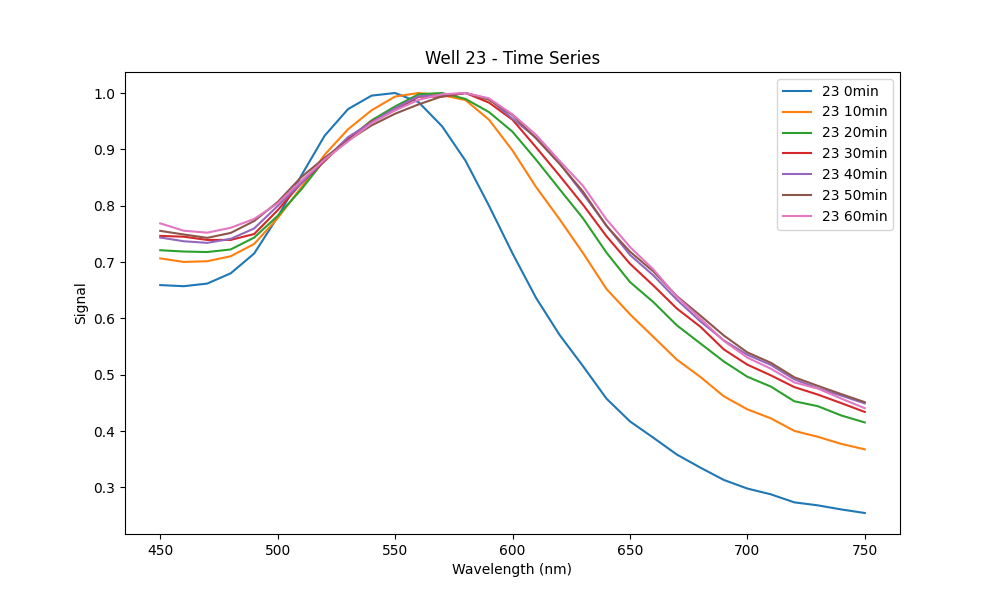 Well 23 - Time Series
Signal
1.0
0.9
0.8
0.7
0.6
0.5
0.4
0.3
23 0min
23 10min
23 20min
23 30min
23 40min
23 50min
23 60min
450 500 550 600 650 700 750
Wavelength (nm)